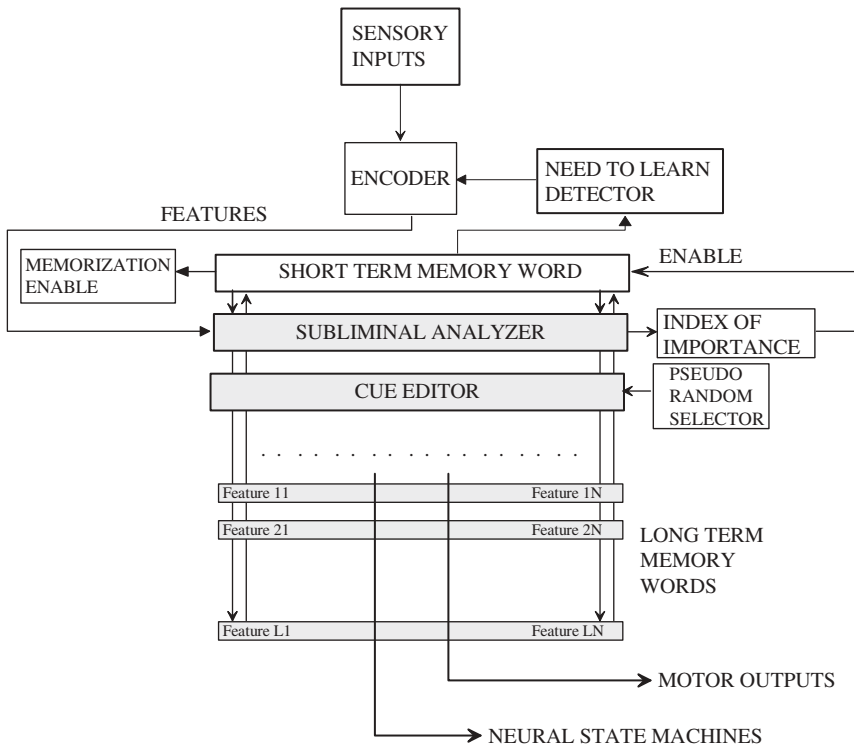 SENSORY
INPUTS
ENCODER
NEED TO LEARN
DETECTOR
FEATURES
MEMORIZATION
ENABLE
SHORT TERM MEMORY WORD
ENABLE
SUBLIMINAL ANALYZER
INDEX OF
IMPORTANCE
CUE EDITOR
PSEUDO
RANDOM
SELECTOR
. . . . . . . . . . . . . . . . . .
Feature 11 Feature 1N
Feature 21 Feature 2N
LONG TERM
MEMORY
WORDS
Feature L1 Feature LN
MOTOR OUTPUTS
NEURAL STATE MACHINES